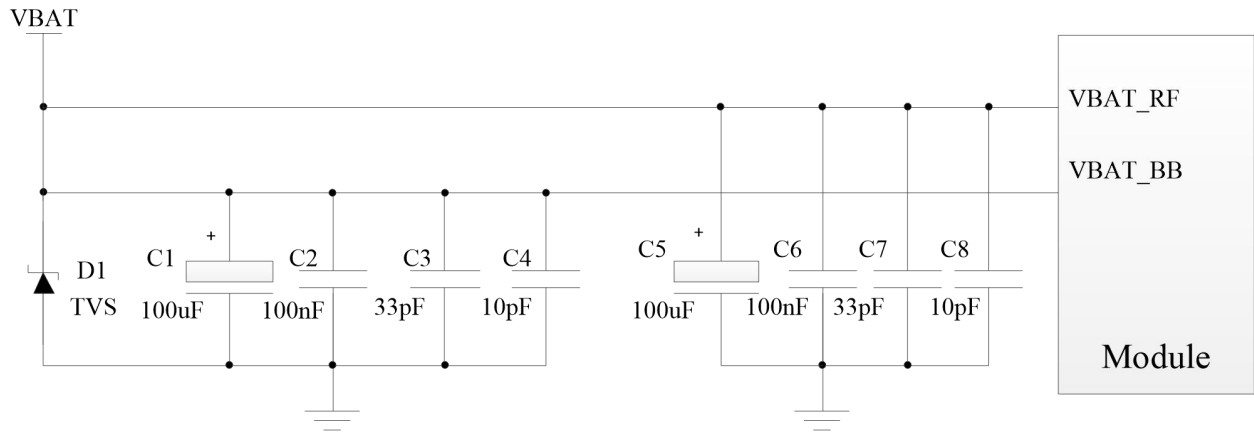 VBAT
VBAT_RF
VBAT_BB
+
+
C1
C2
C3
C4
C5
C6
C7
C8
D1
TVS
100uF
100nF
33pF
10pF
100uF
100nF
33pF
10pF
Module